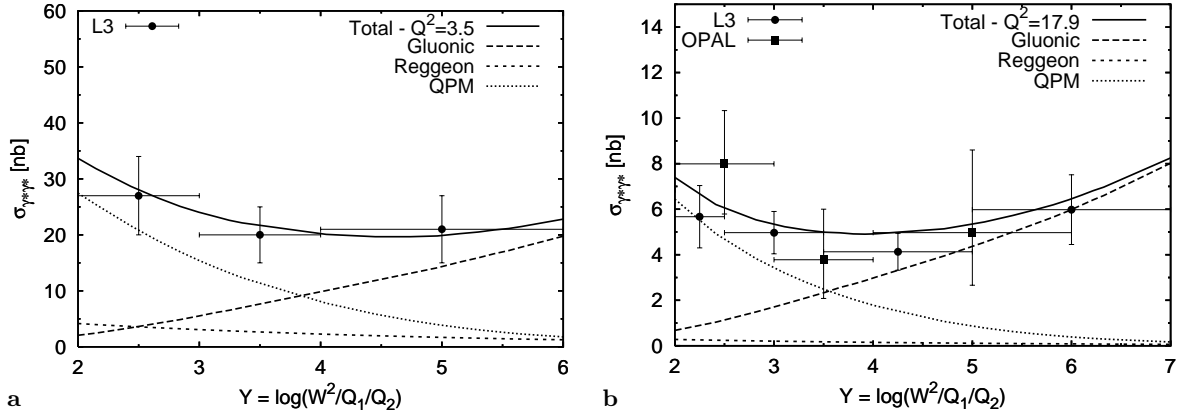 L3
Total - Q²=3.5
Gluonic
Reggeon
QPM
60
50
40
30
20
10
0
σγ*γ* [nb]
2 3 4 5 6
Y = log(W²/Q₁/Q₂)
a
L3
OPAL
Total - Q²=17.9
Gluonic
Reggeon
QPM
14
12
10
8
6
4
2
0
σγ*γ* [nb]
2 3 4 5 6 7
Y = log(W²/Q₁/Q₂)
b